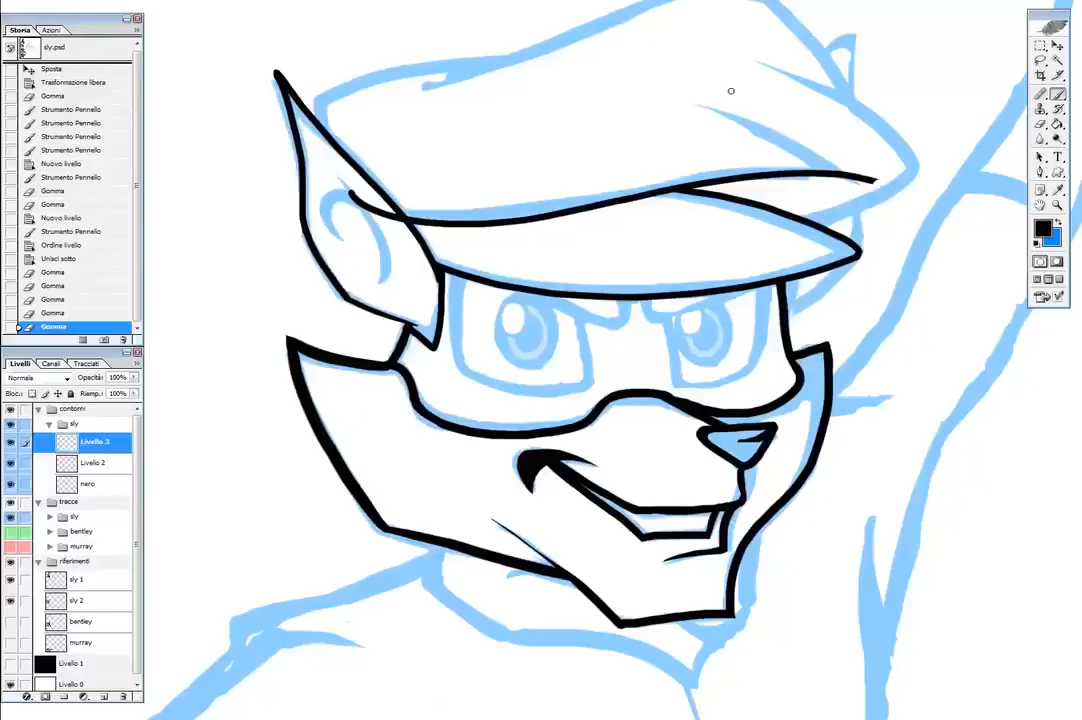 Storia Azioni
sly.psd
Sposta
Trasformazione libera
Gomma
Strumento Pennello
Strumento Pennello
Strumento Pennello
Strumento Pennello
Nuovo livello
Strumento Pennello
Gomma
Gomma
Nuovo livello
Strumento Pennello
Ordine livello
Unisci sotto
Gomma
Gomma
Gomma
Gomma
Gomma
Livelli Canali Tracciati
Normale Opacità: 100%
Bloc.: Riemp.: 100%
contorni
sly
Livello 3
Livello 2
nero
tracce
sly
bentley
murray
riferimenti
sly 1
sly 2
bentley
murray
Livello 1
Livello 0